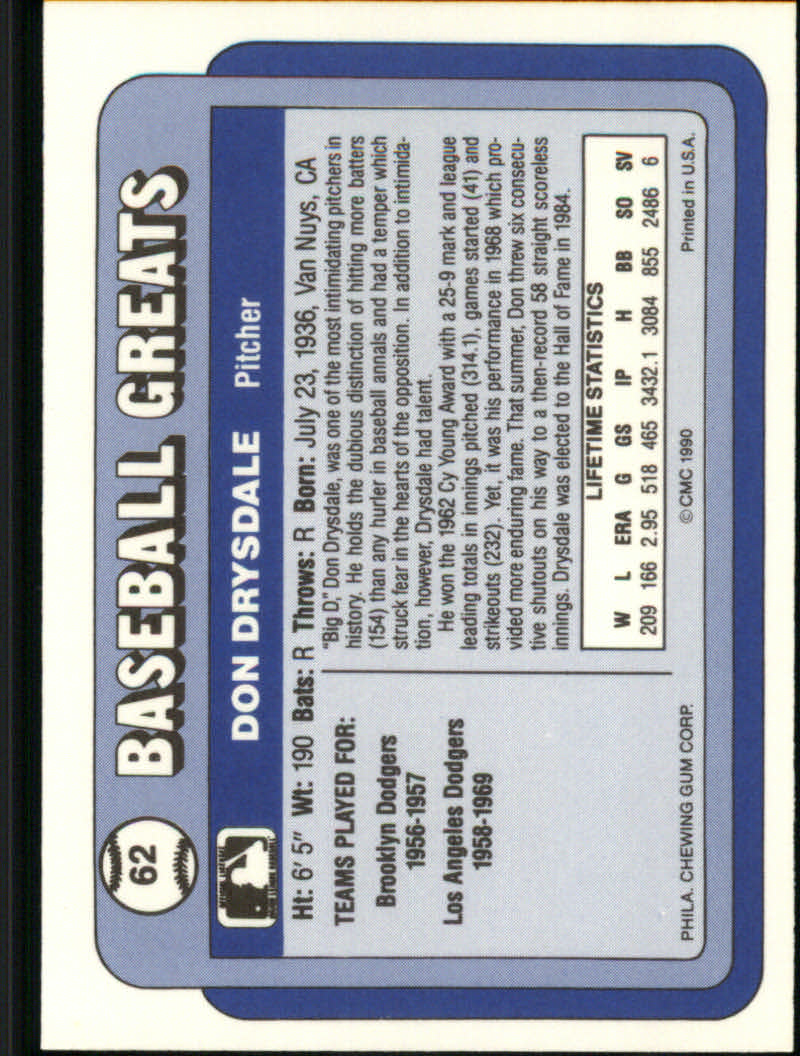 62
BASEBALL GREATS
DON DRYSDALE Pitcher
Ht: 6' 5" Wt: 190 Bats: R Throws: R Born: July 23, 1936, Van Nuys, CA
TEAMS PLAYED FOR:
Brooklyn Dodgers
1956-1957
Los Angeles Dodgers
1958-1969
"Big D," Don Drysdale, was one of the most intimidating pitchers in
history. He holds the dubious distinction of hitting more batters
(154) than any hurler in baseball annals and had a temper which
struck fear in the hearts of the opposition. In addition to intimida-
tion, however, Drysdale had talent.
He won the 1962 Cy Young Award with a 25-9 mark and league
leading totals in innings pitched (314.1), games started (41) and
strikeouts (232). Yet, it was his performance in 1968 which pro-
vided more enduring fame. That summer, Don threw six consecu-
tive shutouts on his way to a then-record 58 straight scoreless
innings. Drysdale was elected to the Hall of Fame in 1984.
LIFETIME STATISTICS
W L ERA G GS IP H BB SO SV
209 166 2.95 518 465 3432.1 3084 855 2486 6
PHILA. CHEWING GUM CORP. © CMC 1990 Printed in U.S.A.